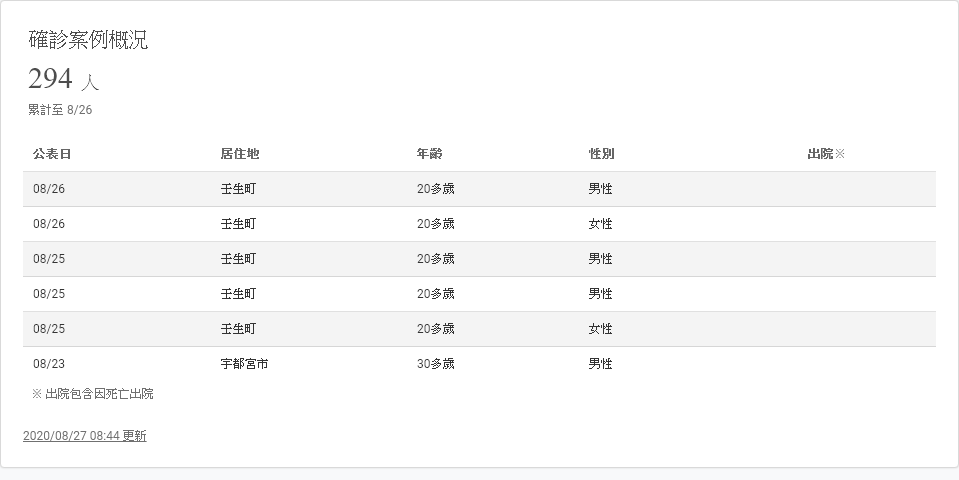 確診案例概況
294 人
累計至 8/26
公表日 居住地 年齡 性別 出院※
08/26 壬生町 20多歲 男性
08/26 壬生町 20多歲 女性
08/25 壬生町 20多歲 男性
08/25 壬生町 20多歲 男性
08/25 壬生町 20多歲 女性
08/23 宇都宮市 30多歲 男性
※ 出院包含因死亡出院
2020/08/27 08:44 更新